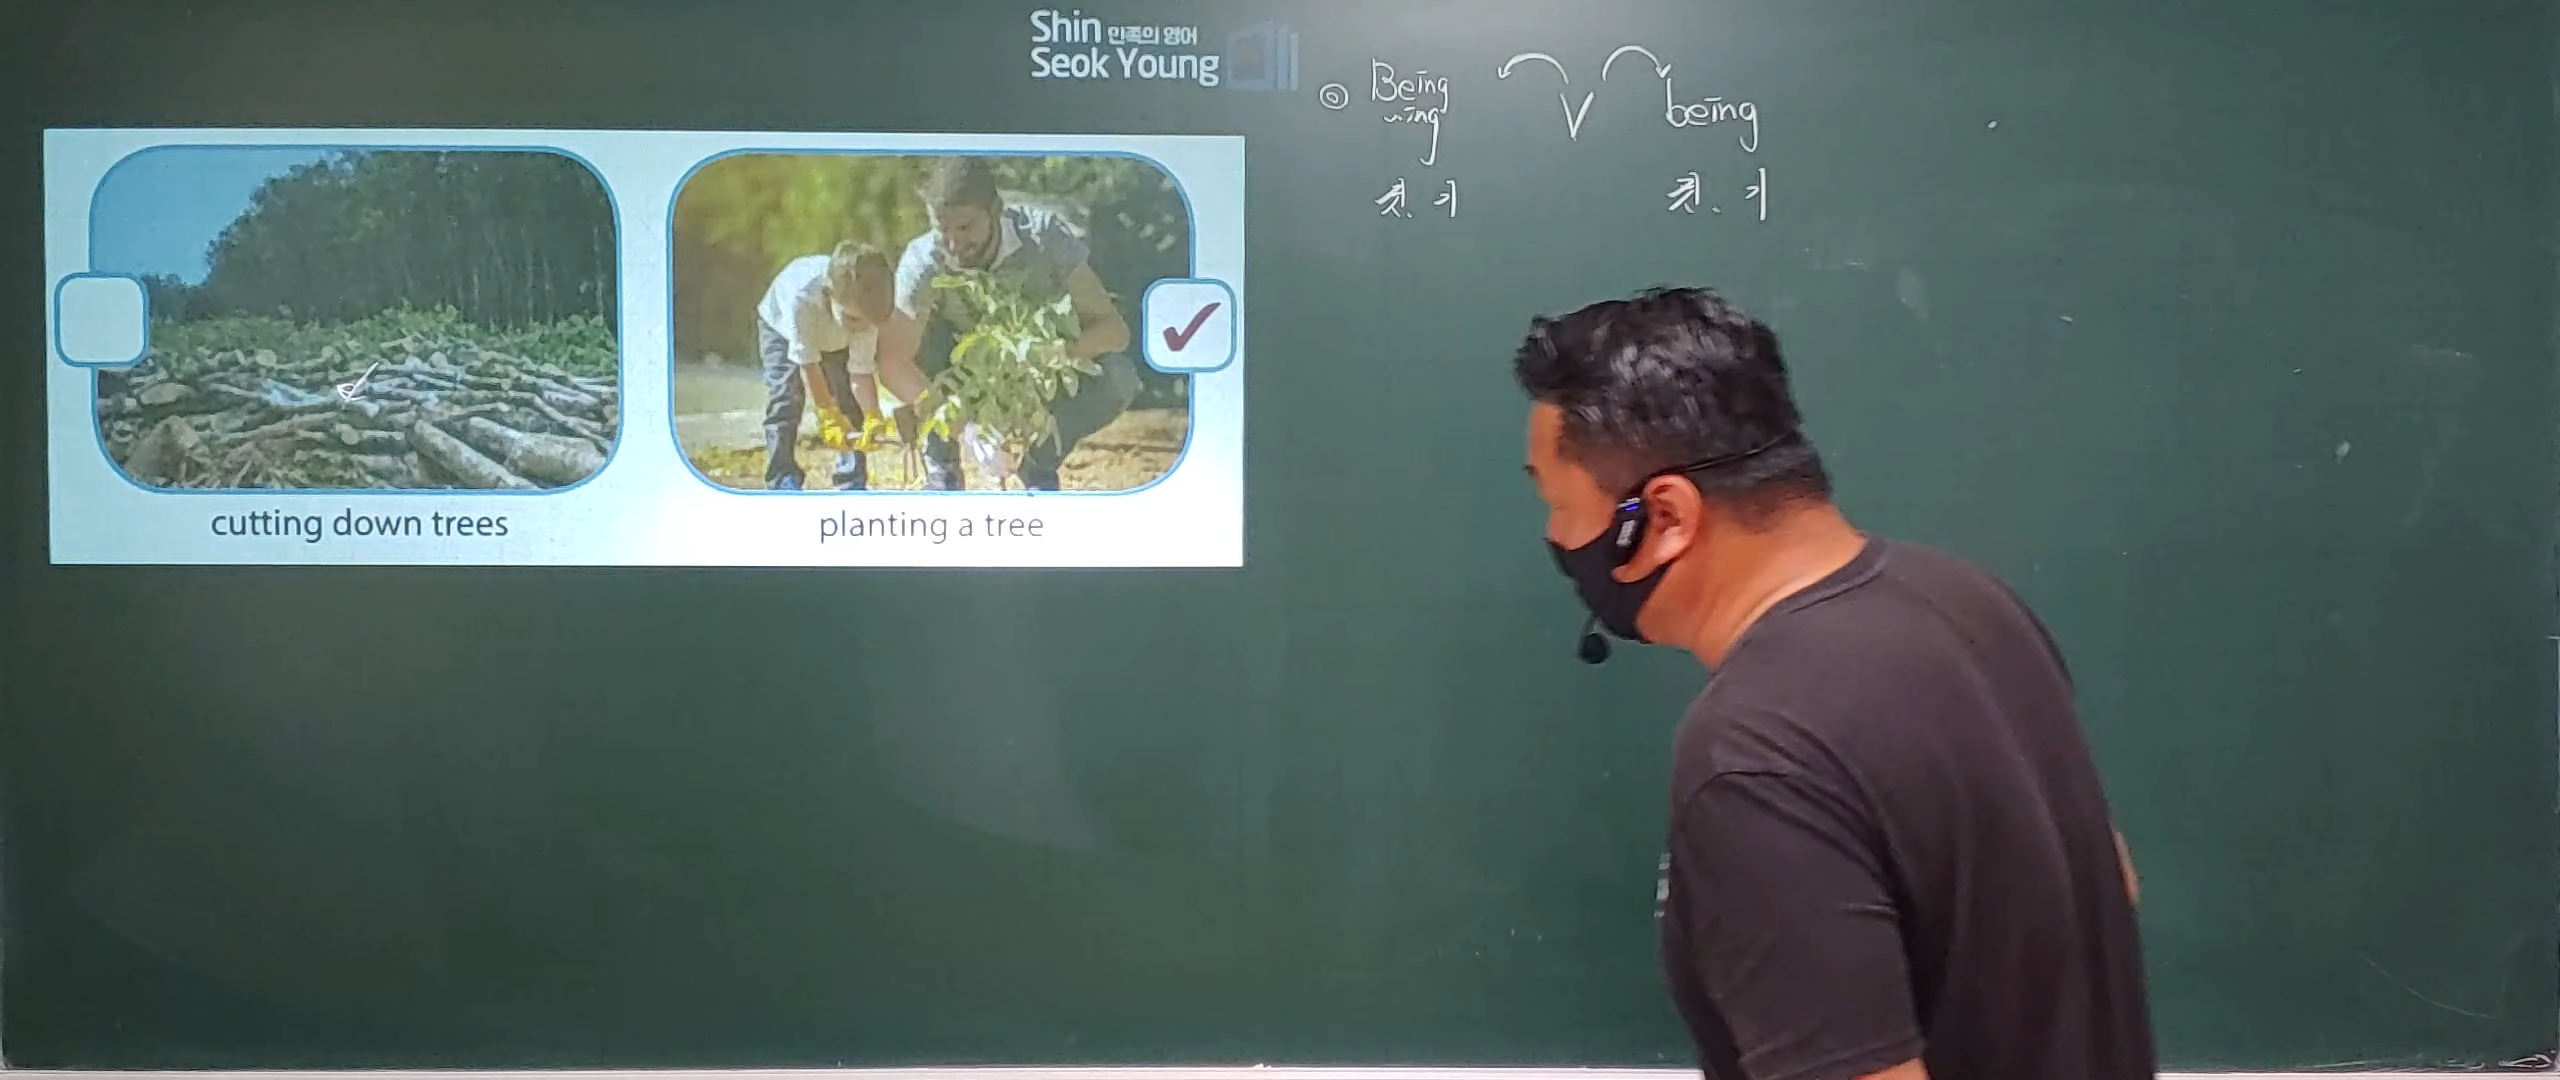 Shin 민족의 영어
Seok Young
◎ Being V being
~ing
것. 기 것. 기
cutting down trees
planting a tree